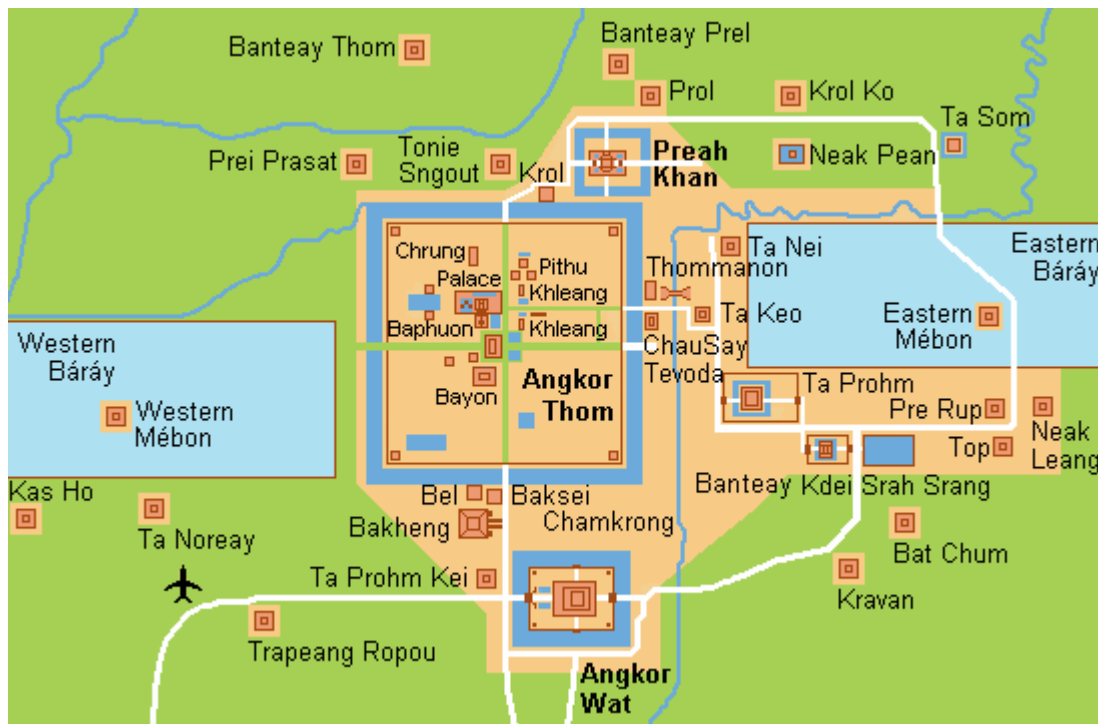 Banteay Thom
Banteay Prel
Prol
Krol Ko
Ta Som
Prei Prasat
Tonie
Sngout
Krol
Preah
Khan
Neak Pean
Chrung
Palace
Pithu
Khleang
Thommanon
Ta Nei
Eastern
Báráy
Baphuon
Khleang
Ta Keo
Eastern
Mébon
Western
Báráy
ChauSay
Tevoda
Bayon
Angkor
Thom
Ta Prohm
Western
Mébon
Pre Rup
Top
Neak
Leang
Kas Ho
Ta Noreay
Bel
Baksei
Chamkrong
Bakheng
Banteay Kdei
Srah Srang
Bat Chum
Ta Prohm Kei
Kravan
Trapeang Ropou
Angkor
Wat